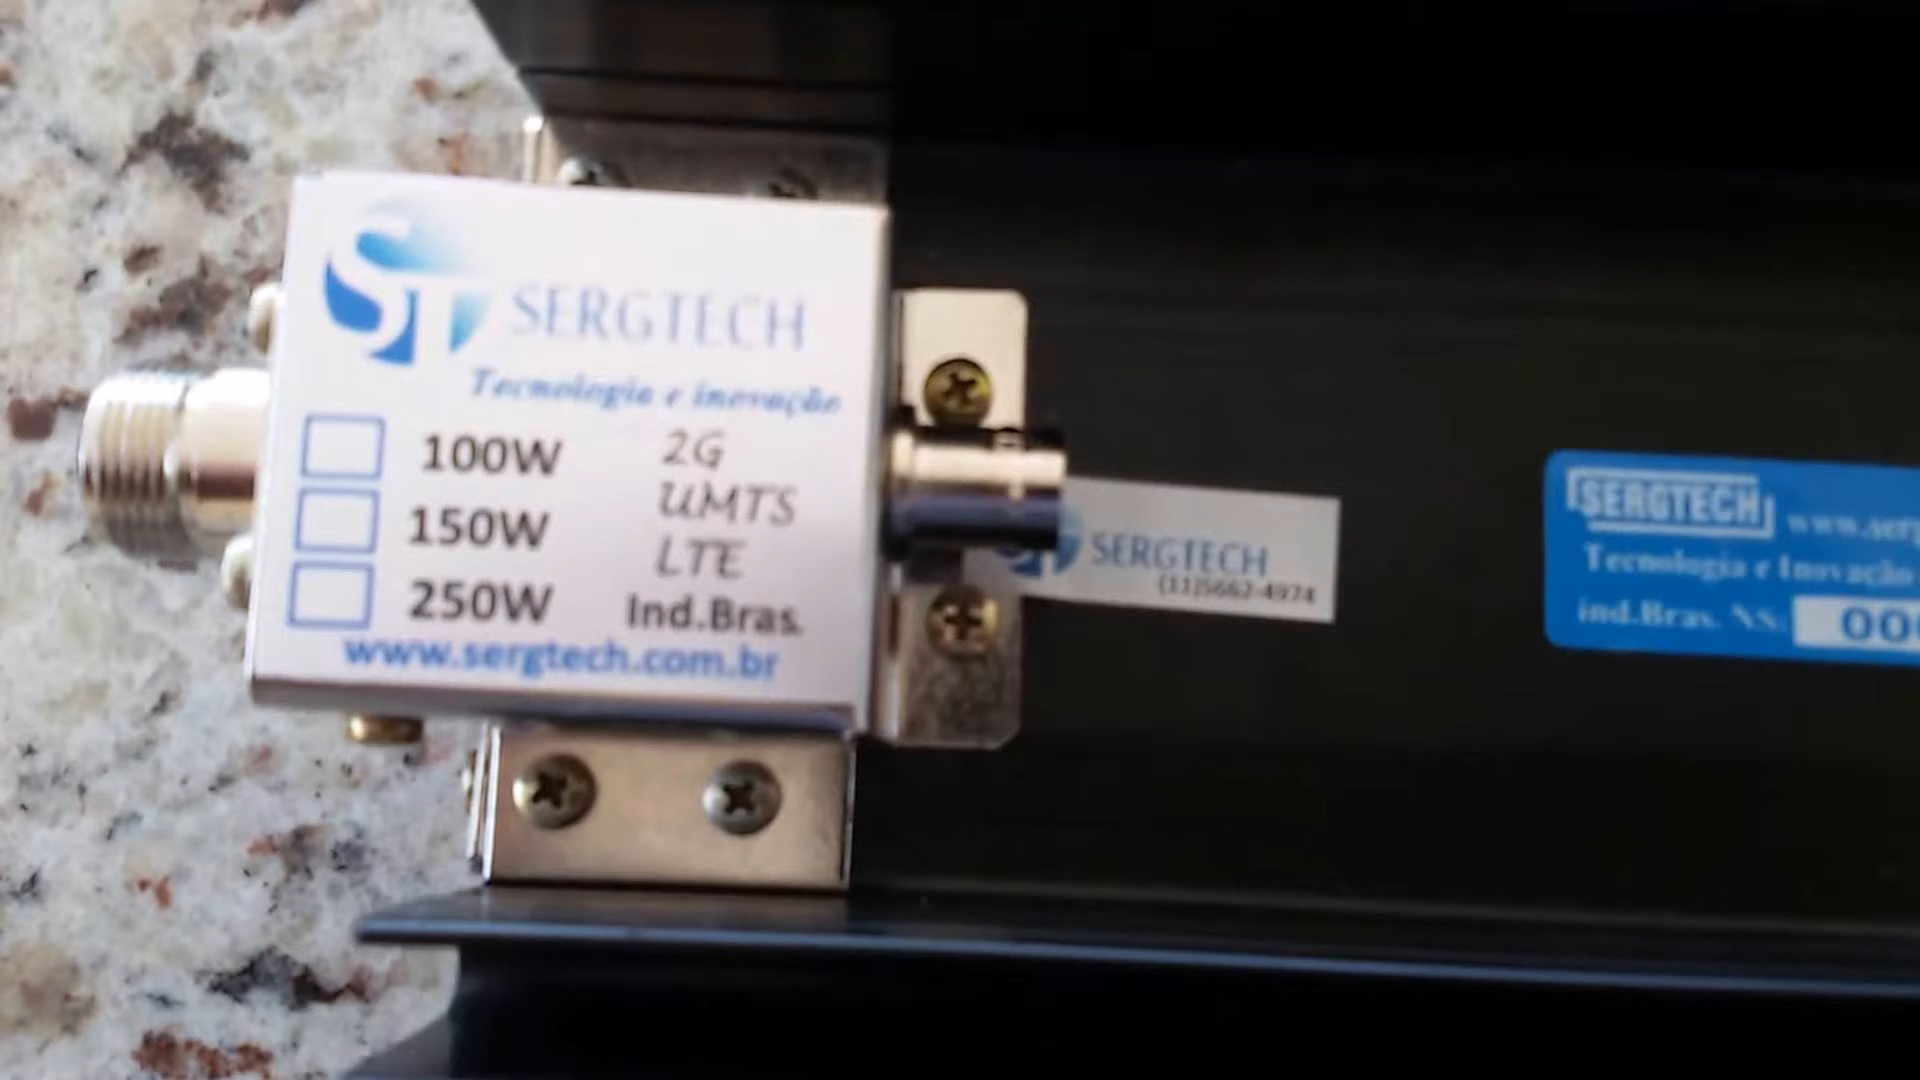 ST SERGTECH
Tecnologia e inovação
100W 2G
150W UMTS
LTE
250W Ind.Bras.
www.sergtech.com.br
SERGTECH
(11)5662-4974
SERGTECH
Tecnologia e Inovação
ind.Bras. NS: